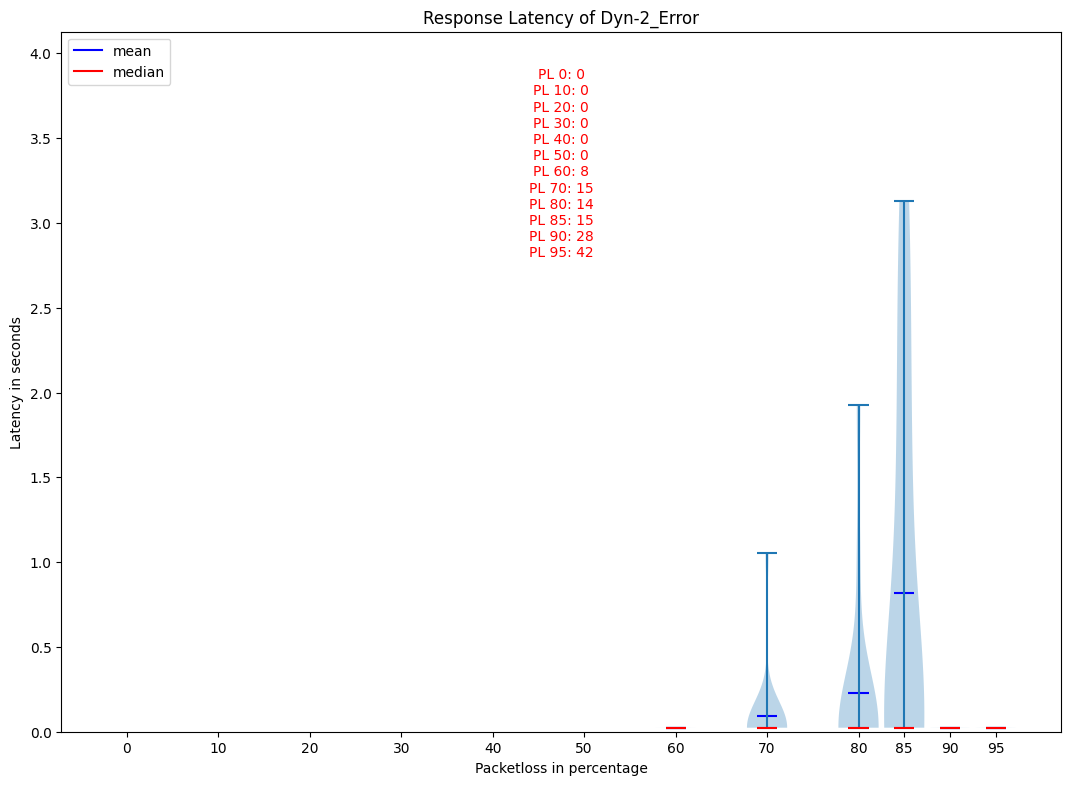 Response Latency of Dyn-2_Error
mean
median
PL 0: 0
PL 10: 0
PL 20: 0
PL 30: 0
PL 40: 0
PL 50: 0
PL 60: 8
PL 70: 15
PL 80: 14
PL 85: 15
PL 90: 28
PL 95: 42
Latency in seconds
4.0
3.5
3.0
2.5
2.0
1.5
1.0
0.5
0.0
0 10 20 30 40 50 60 70 80 85 90 95
Packetloss in percentage